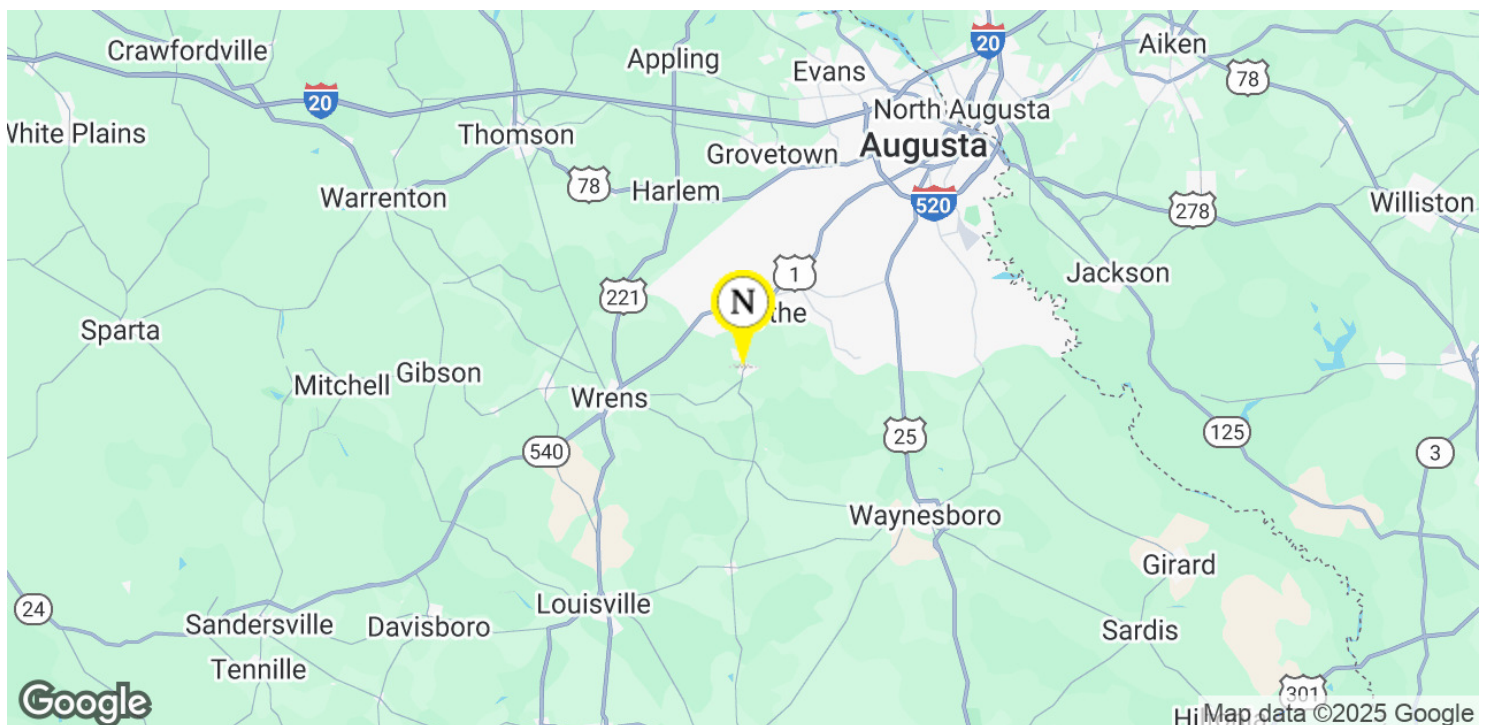 Crawfordville
Appling
20
Aiken
Evans
78
20
North Augusta
White Plains
Thomson
Augusta
Grovetown
78
Harlem
Warrenton
520
278
Williston
1
Jackson
221
N
the
Sparta
Mitchell
Gibson
Wrens
25
125
540
3
Waynesboro
Girard
24
Louisville
Sandersville
Davisboro
Sardis
Tennille
301
Google
Map data ©2025 Google